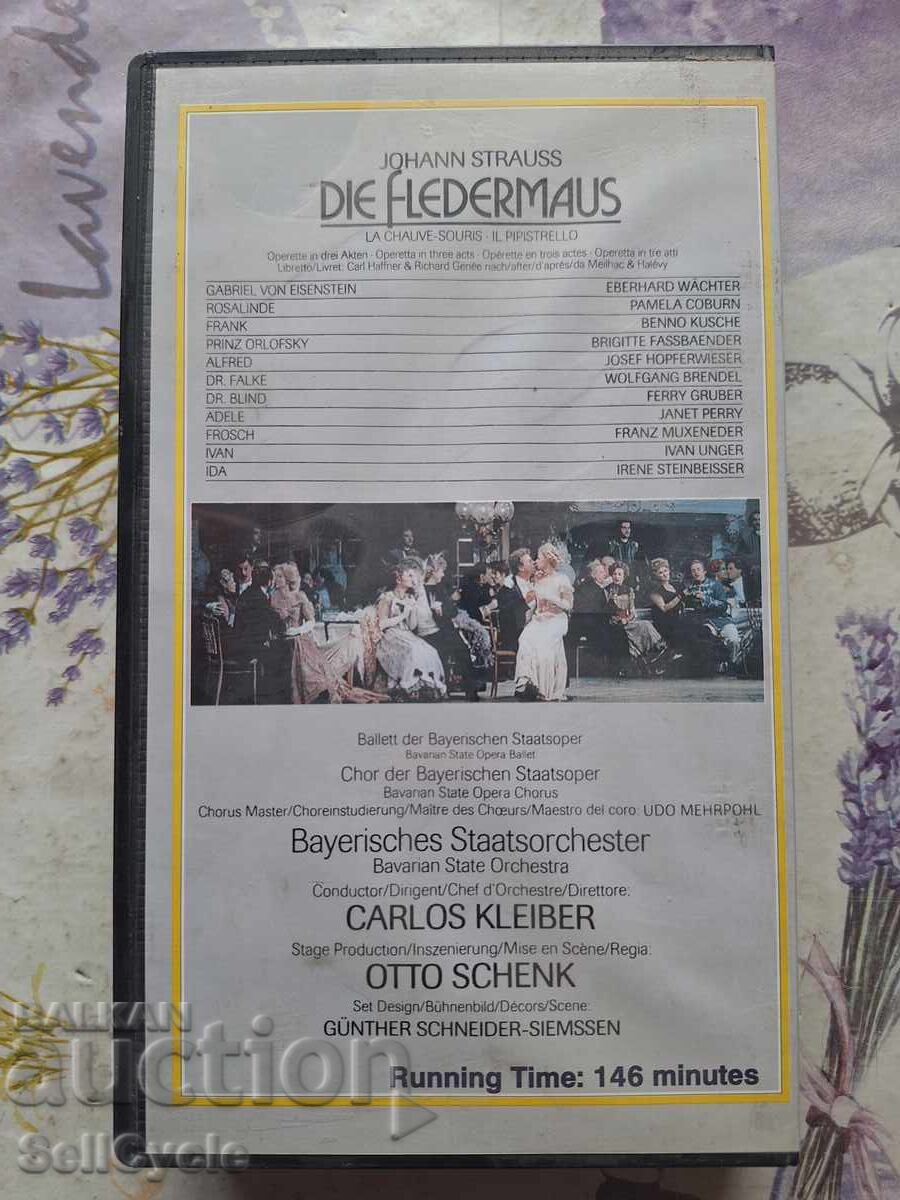 Lavende
JOHANN STRAUSS
DIE FLEDERMAUS
LA CHAUVE-SOURIS · IL PIPISTRELLO
Operette in drei Akten · Operetta in three acts · Opérette en trois actes · Operetta in tre atti
Libretto/Livret: Carl Haffner & Richard Genée nach/after/d'après/da Meilhac & Halévy
GABRIEL VON EISENSTEIN EBERHARD WÄCHTER
ROSALINDE PAMELA COBURN
FRANK BENNO KUSCHE
PRINZ ORLOFSKY BRIGITTE FASSBAENDER
ALFRED JOSEF HOPFERWIESER
DR. FALKE WOLFGANG BRENDEL
DR. BLIND FERRY GRUBER
ADELE JANET PERRY
FROSCH FRANZ MUXENEDER
IVAN IVAN UNGER
IDA IRENE STEINBEISSER
Ballett der Bayerischen Staatsoper
Bavarian State Opera Ballet
Chor der Bayerischen Staatsoper
Bavarian State Opera Chorus
Chorus Master/Choreinstudierung/Maître des Chœurs/Maestro del coro: UDO MEHRPOHL
Bayerisches Staatsorchester
Bavarian State Orchestra
Conductor/Dirigent/Chef d'Orchestre/Direttore:
CARLOS KLEIBER
Stage Production/Inszenierung/Mise en Scène/Regia:
OTTO SCHENK
Set Design/Bühnenbild/Décors/Scene:
GÜNTHER SCHNEIDER-SIEMSSEN
Running Time: 146 minutes
BALKAN
auction
SellCycle